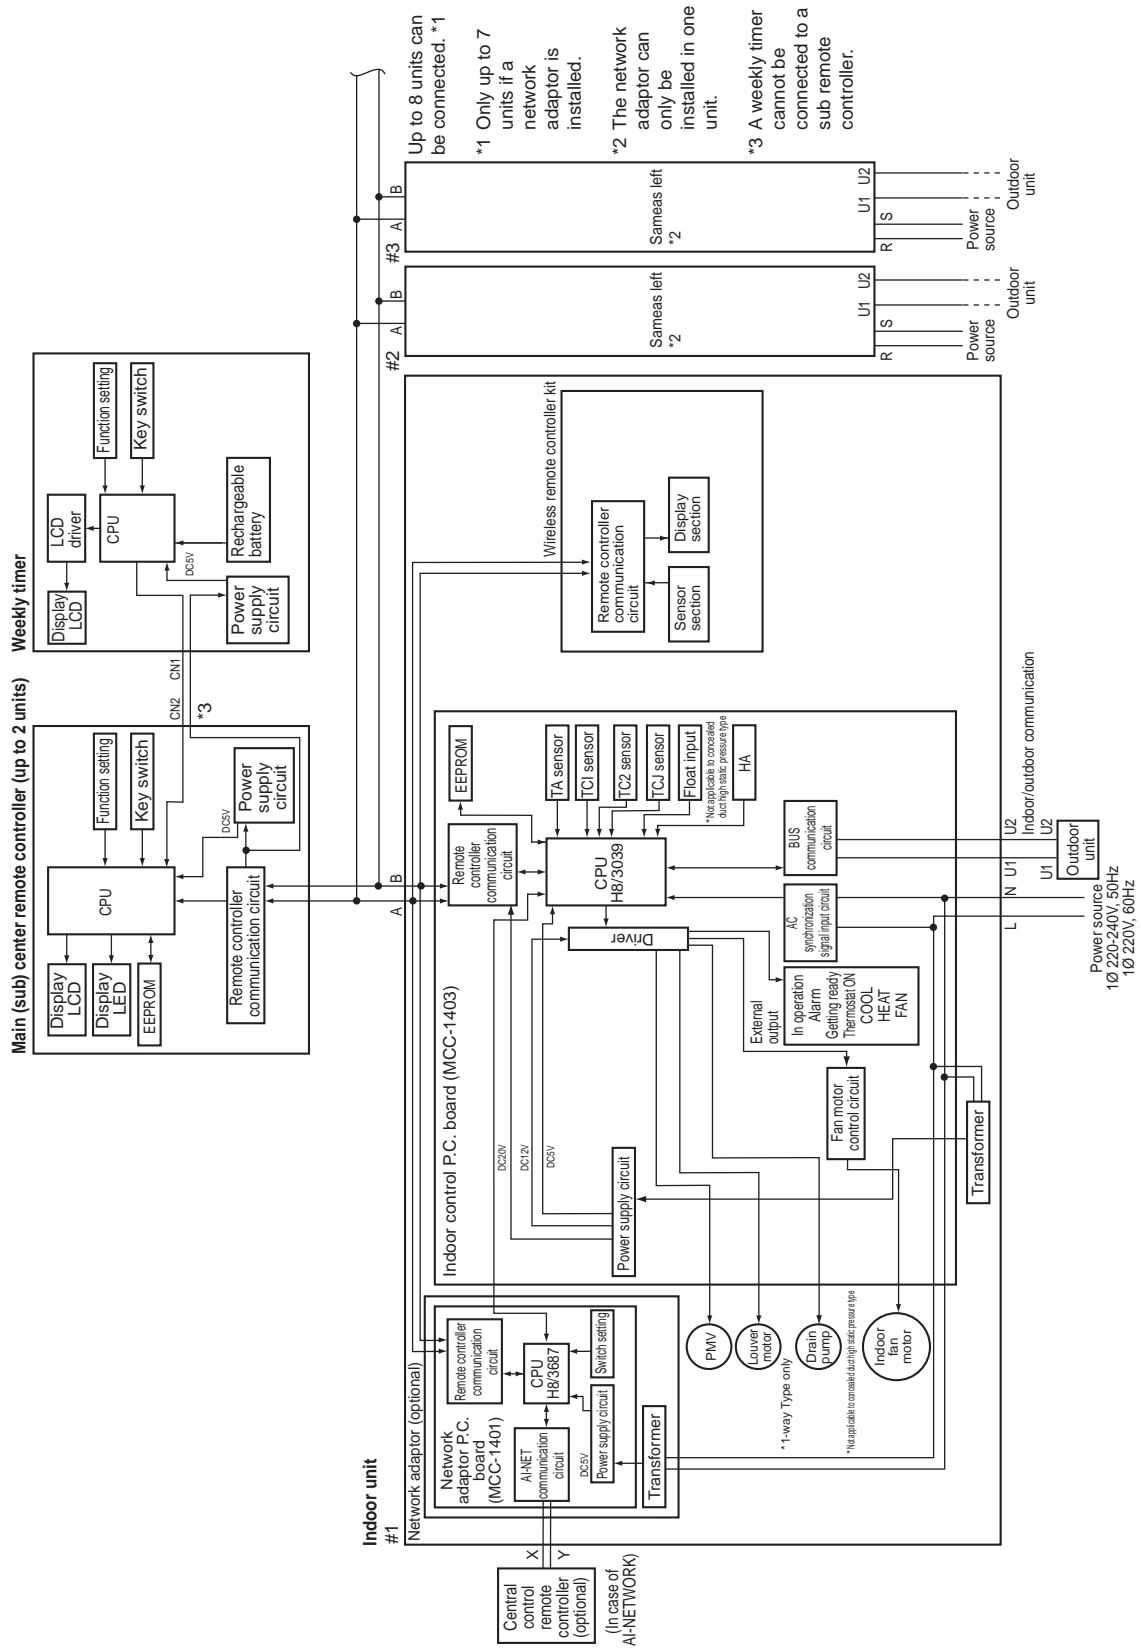 Main (sub) center remote controller (up to 2 units)
Display
LCD
Display
LED
EEPROM
CPU
Function setting
Key switch
DC5V
Power
supply
circuit
Remote controller
communication circuit
CN2
CN1
*3
Weekly timer
Display
LCD
LCD
driver
CPU
Function setting
Key switch
DC5V
Power
supply
circuit
Rechargeable
battery
Up to 8 units can
be connected. *1
*1 Only up to 7
units if a
network
adaptor is
installed.
*2 The network
adaptor can
only be
installed in one
unit.
*3 A weekly timer
cannot be
connected to a
sub remote
controller.
Indoor unit
#1
A
B
#2
A
B
Sameas left
*2
R
S
U1
U2
Power
source
Outdoor
unit
#3
A
B
Sameas left
*2
R
S
U1
U2
Power
source
Outdoor
unit
Network adaptor (optional)
Network
adaptor P.C.
board
(MCC-1401)
Remote controller
communication
circuit
CPU
H8/3687
Switch setting
AI-NET
communication
circuit
DC5V
Power supply circuit
Transformer
X
Y
Central
control
remote
controller
(optional)
(In case of
AI-NETWORK)
Indoor control P.C. board (MCC-1403)
DC20V
DC12V
DC5V
Power supply circuit
Remote
controller
communication
circuit
EEPROM
CPU
H8/3039
TA sensor
TCI sensor
TC2 sensor
TCJ sensor
Float input
*Not applicable to concealed
duct high static pressure type
HA
Driver
BUS
communication
circuit
AC
synchronization
signal input circuit
External
output
In operation
Alarm
Getting ready
Thermostat ON
COOL
HEAT
FAN
Fan motor
control circuit
Transformer
PMV
Louver
motor
*1-way Type only
Drain
pump
*Not applicable to concealed duct high static pressure type
Indoor
fan
motor
Wireless remote controller kit
Remote controller
communication
circuit
Sensor
section
Display
section
L
N
U1
U2
Indoor/outdoor communication
U1
U2
Outdoor
unit
Power source
1Ø 220-240V, 50Hz
1Ø 220V, 60Hz